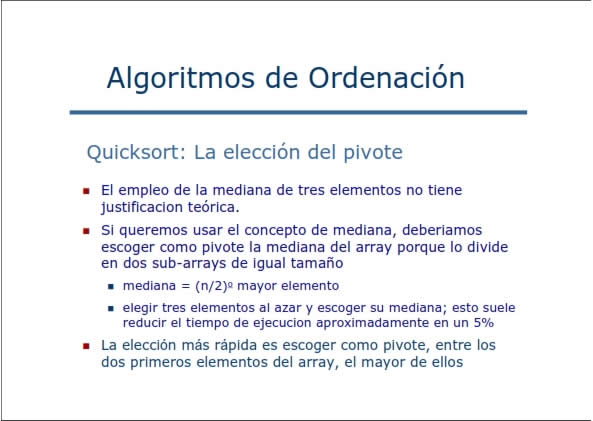 Algoritmos de Ordenación
Quicksort: La elección del pivote
El empleo de la mediana de tres elementos no tiene
justificacion teórica.
Si queremos usar el concepto de mediana, deberiamos
escoger como pivote la mediana del array porque lo divide
en dos sub-arrays de igual tamaño
mediana = (n/2)º mayor elemento
elegir tres elementos al azar y escoger su mediana; esto suele
reducir el tiempo de ejecucion aproximadamente en un 5%
La elección más rápida es escoger como pivote, entre los
dos primeros elementos del array, el mayor de ellos